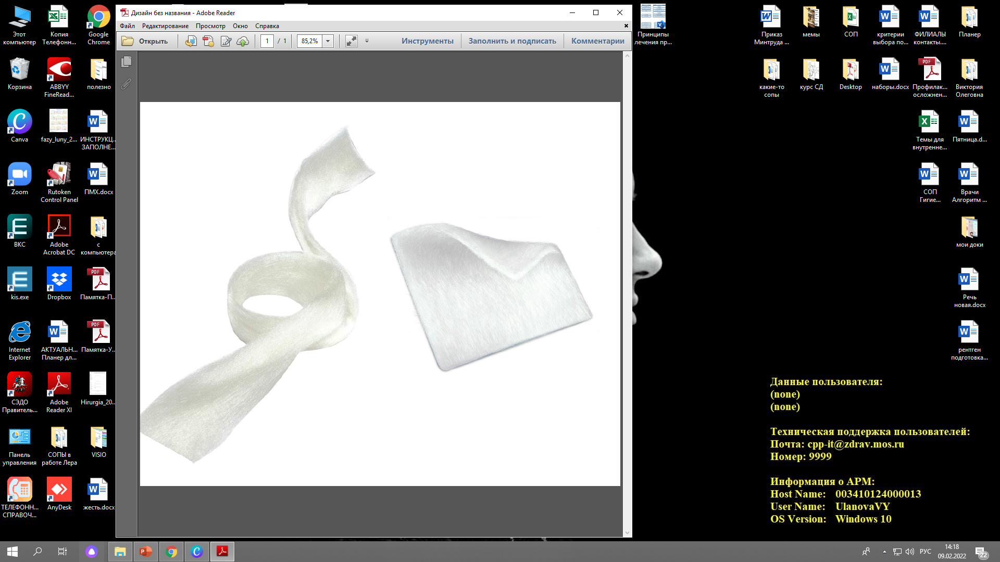 Дизайн без названия - Adobe Reader
Файл Редактирование Просмотр Окно Справка
Открыть
1 / 1
85,2%
Инструменты
Заполнить и подписать
Комментарии
Этот компьютер
Копия Телефонн...
Google Chrome
Корзина
ABBYY FineRead...
полезно
Canva
fazy_luny_2...
ИНСТРУКЦ...
ЗАПОЛНЕ...
Zoom
Rutoken Control Panel
ПМХ.docx
ВКС
Adobe Acrobat DC
с компьютера
kis.exe
Dropbox
PDF
Памятка-П...
Internet Explorer
АКТУАЛЬН...
Планер дл...
PDF
Памятка-У...
СЭДО Правитель...
Adobe Reader XI
Hirurgia_20...
Панель управления
СОПЫ в работе Лера
VISIO
ТЕЛЕФОНН...
СПРАВОЧ...
AnyDesk
жесть.docx
Принципы лечения пр...
Приказ Минтруда ...
мемы
СОП
критерии выбора по...
ФИЛИАЛЫ контакты....
Планер
какие-то сопы
курс СД
Desktop
наборы.docx
PDF
Профилак...
осложнен...
Виктория Олеговна
Темы для внутренне...
Пятница.d...
СОП Гигие...
Врачи Алгоритм ...
мои доки
Речь новая.docx
рентген подготовка...
Данные пользователя:
(none)
(none)
Техническая поддержка пользователей:
Почта: cpp-it@zdrav.mos.ru
Номер: 9999
Информация о АРМ:
Host Name: 003410124000013
User Name: UlanovaVY
OS Version: Windows 10
РУС
14:18
09.02.2022
22